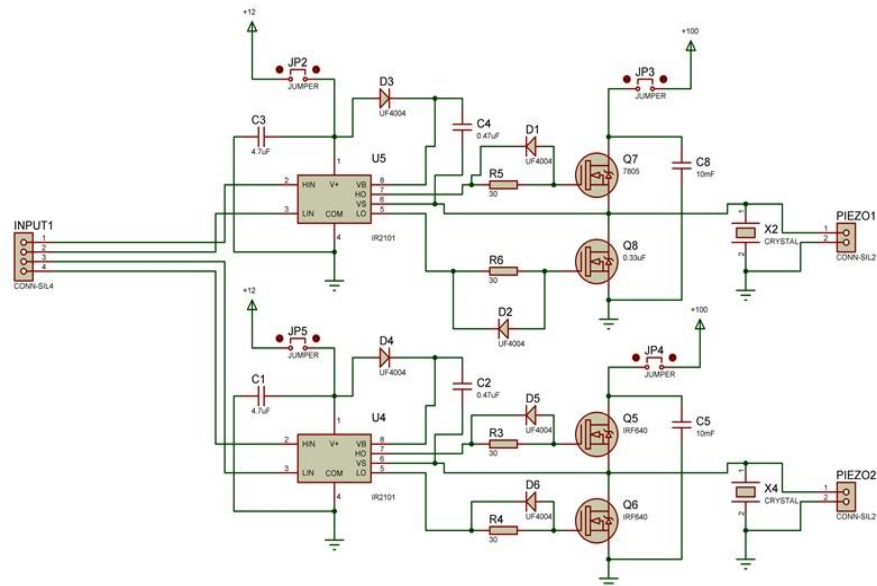 +12
JP2
JUMPER
+100
JP3
JUMPER
D3
UF4004
C3
4.7uF
C4
0.47uF
D1
UF4004
U5
1
2 HIN V+ VB 8
HO 7
VS 6
3 LIN COM LO 5
4
IR2101
R5
30
Q7
7805
C8
10mF
INPUT1
1
2
3
4
CONN-SIL4
R6
30
D2
UF4004
Q8
0.33uF
1
X2
CRYSTAL
2
PIEZO1
1
2
CONN-SIL2
+12
JP5
JUMPER
+100
JP4
JUMPER
D4
UF4004
C1
4.7uF
C2
0.47uF
D5
UF4004
U4
1
2 HIN V+ VB 8
HO 7
VS 6
3 LIN COM LO 5
4
IR2101
R3
30
Q5
IRF640
C5
10mF
D6
UF4004
R4
30
Q6
IRF640
1
X4
CRYSTAL
2
PIEZO2
1
2
CONN-SIL2